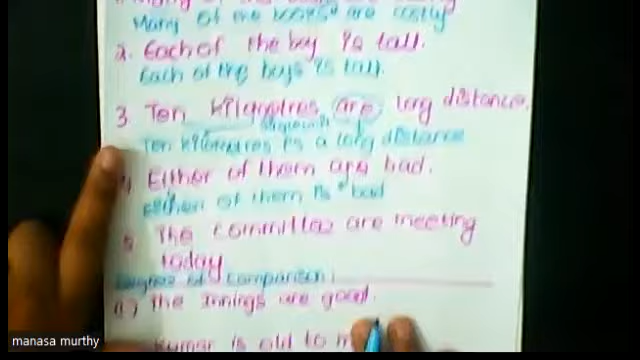 Many of the books are costly
2. Each of the boy is tall.
Each of the boys is tall.
3 Ten kilometres are long distance.
Ten kilometres is a long distance
4 Either of them are bad.
Either of them is bad
5 The committee are meeting
today
Degree of comparison
1) The Innings are good.
Kumar is old to
manasa murthy